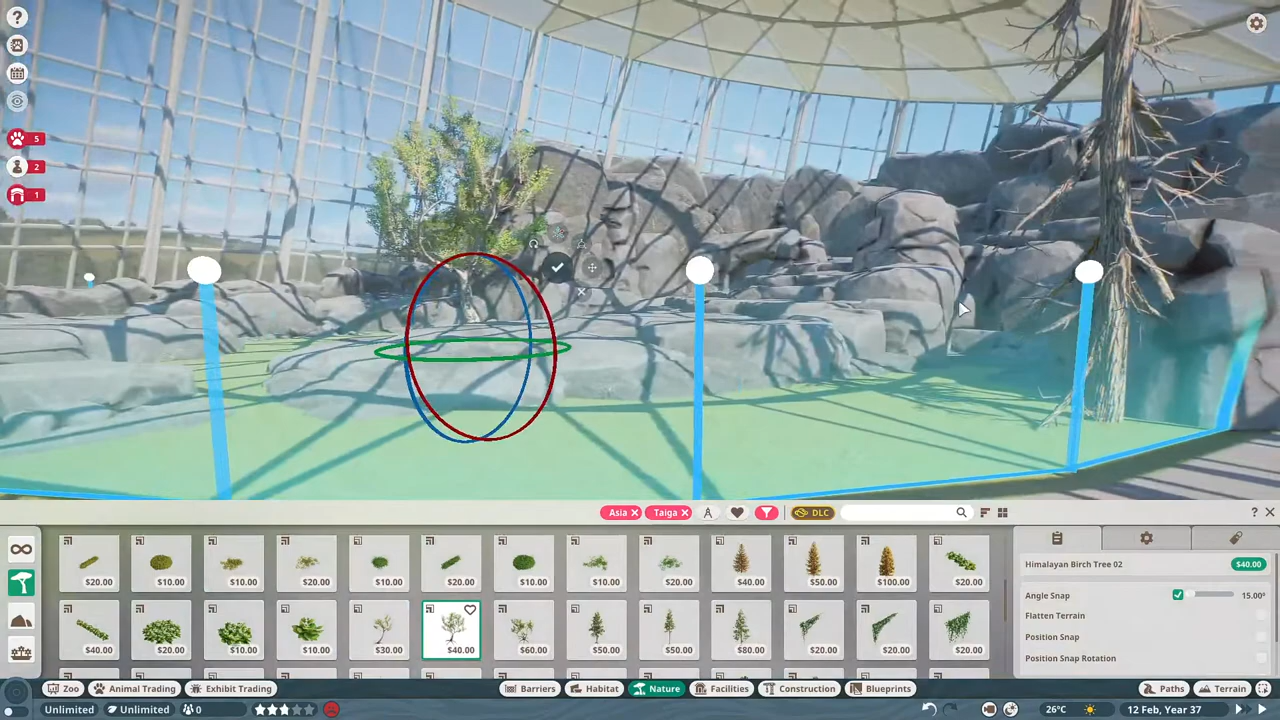 ?
5
2
1
Asia ✕ Taiga ✕ DLC ? ✕
$20.00 $10.00 $10.00 $20.00 $10.00 $20.00 $10.00 $10.00 $20.00 $40.00 $50.00 $100.00 $20.00
$40.00 $20.00 $10.00 $10.00 $30.00 $40.00 $60.00 $50.00 $50.00 $80.00 $20.00 $20.00 $20.00
Himalayan Birch Tree 02 $40.00
Angle Snap 15.00°
Flatten Terrain
Position Snap
Position Snap Rotation
Zoo Animal Trading Exhibit Trading Barriers Habitat Nature Facilities Construction Blueprints Paths Terrain
Unlimited Unlimited 0 26°C 12 Feb, Year 37